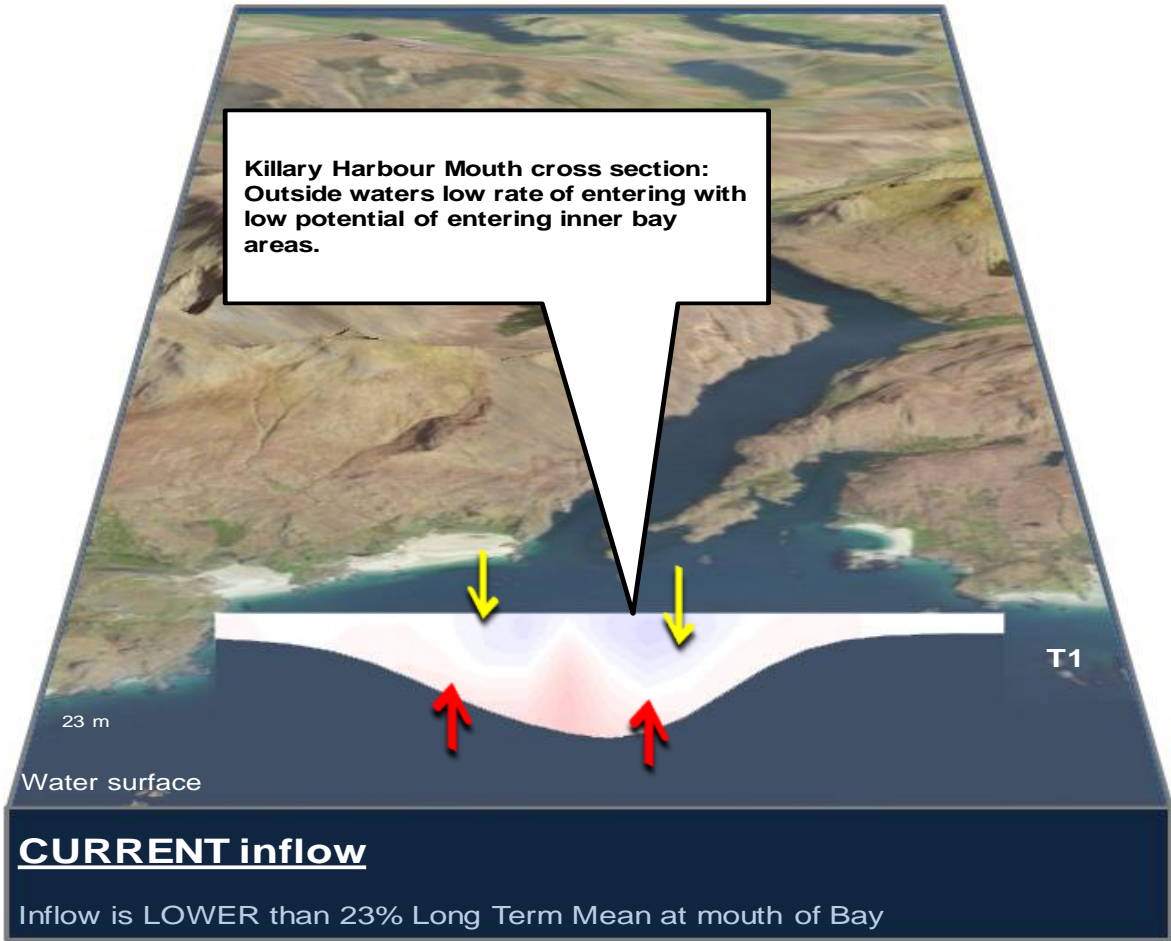 Killary Harbour Mouth cross section:
Outside waters low rate of entering with
low potential of entering inner bay
areas.
T1
23 m
Water surface
CURRENT inflow
Inflow is LOWER than 23% Long Term Mean at mouth of Bay